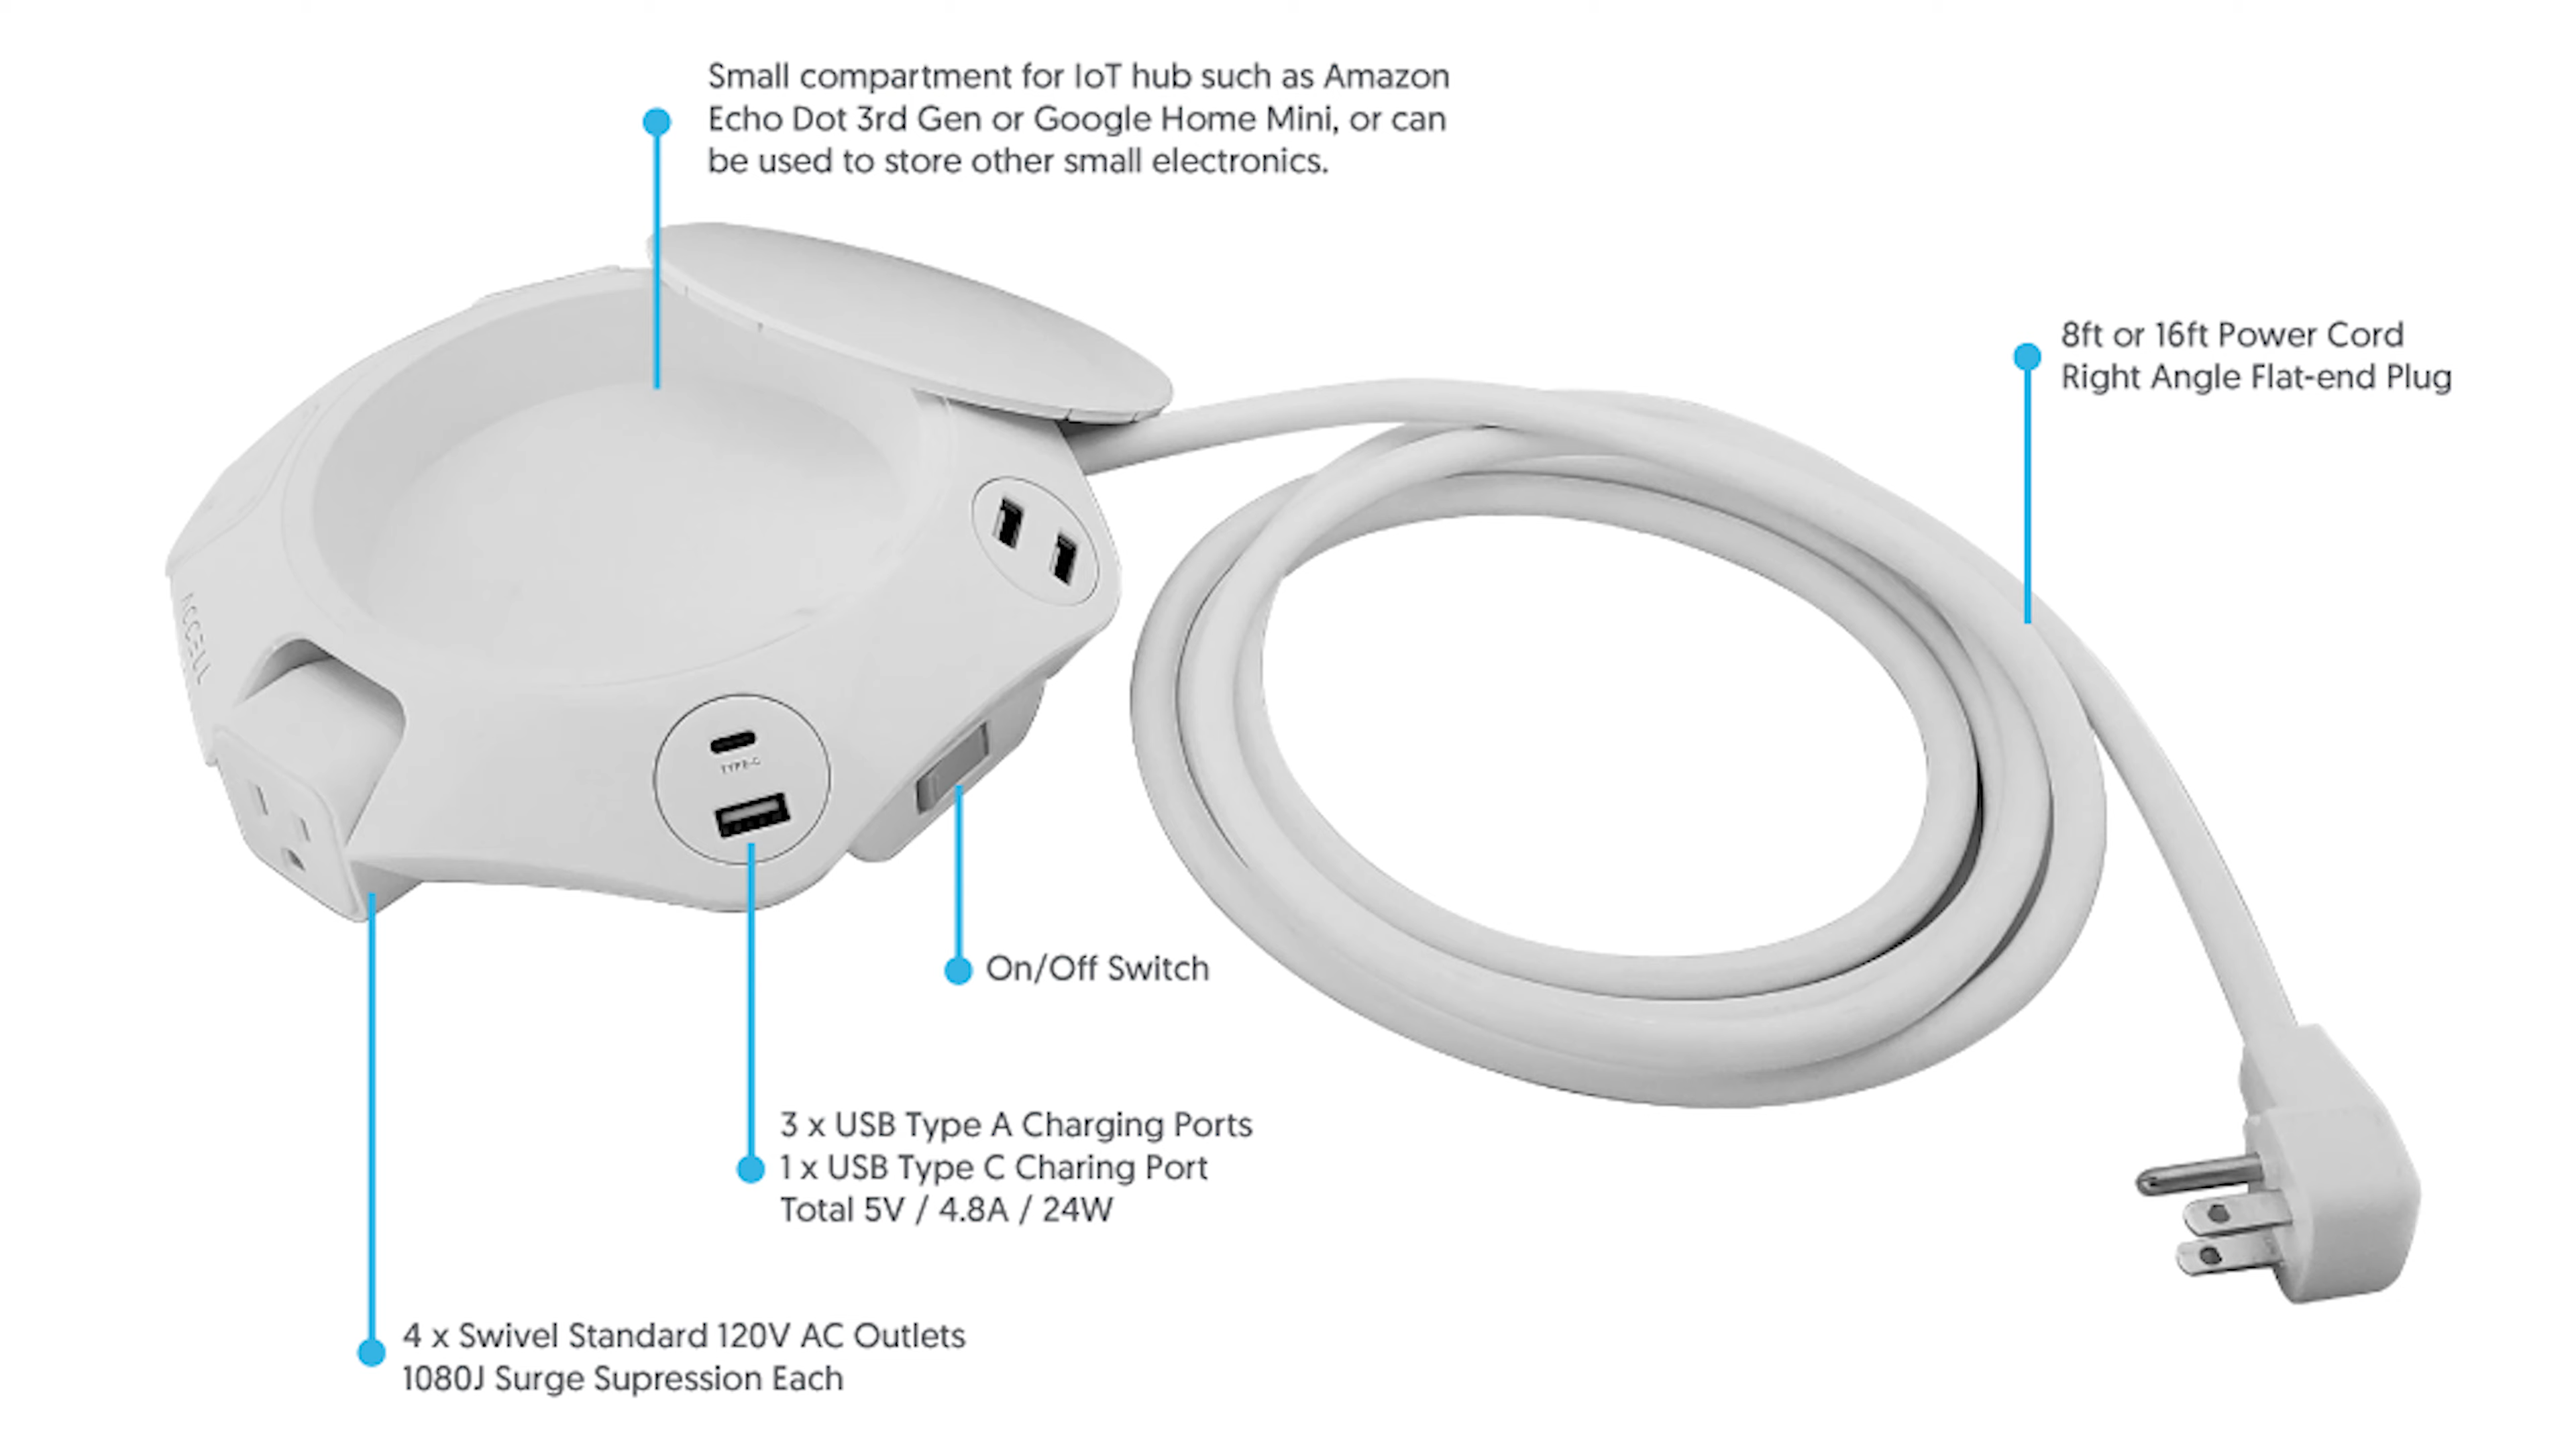 Small compartment for IoT hub such as Amazon
Echo Dot 3rd Gen or Google Home Mini, or can
be used to store other small electronics.
8ft or 16ft Power Cord
Right Angle Flat-end Plug
ACCELL
TYPE-C
On/Off Switch
3 x USB Type A Charging Ports
1 x USB Type C Charing Port
Total 5V / 4.8A / 24W
4 x Swivel Standard 120V AC Outlets
1080J Surge Supression Each